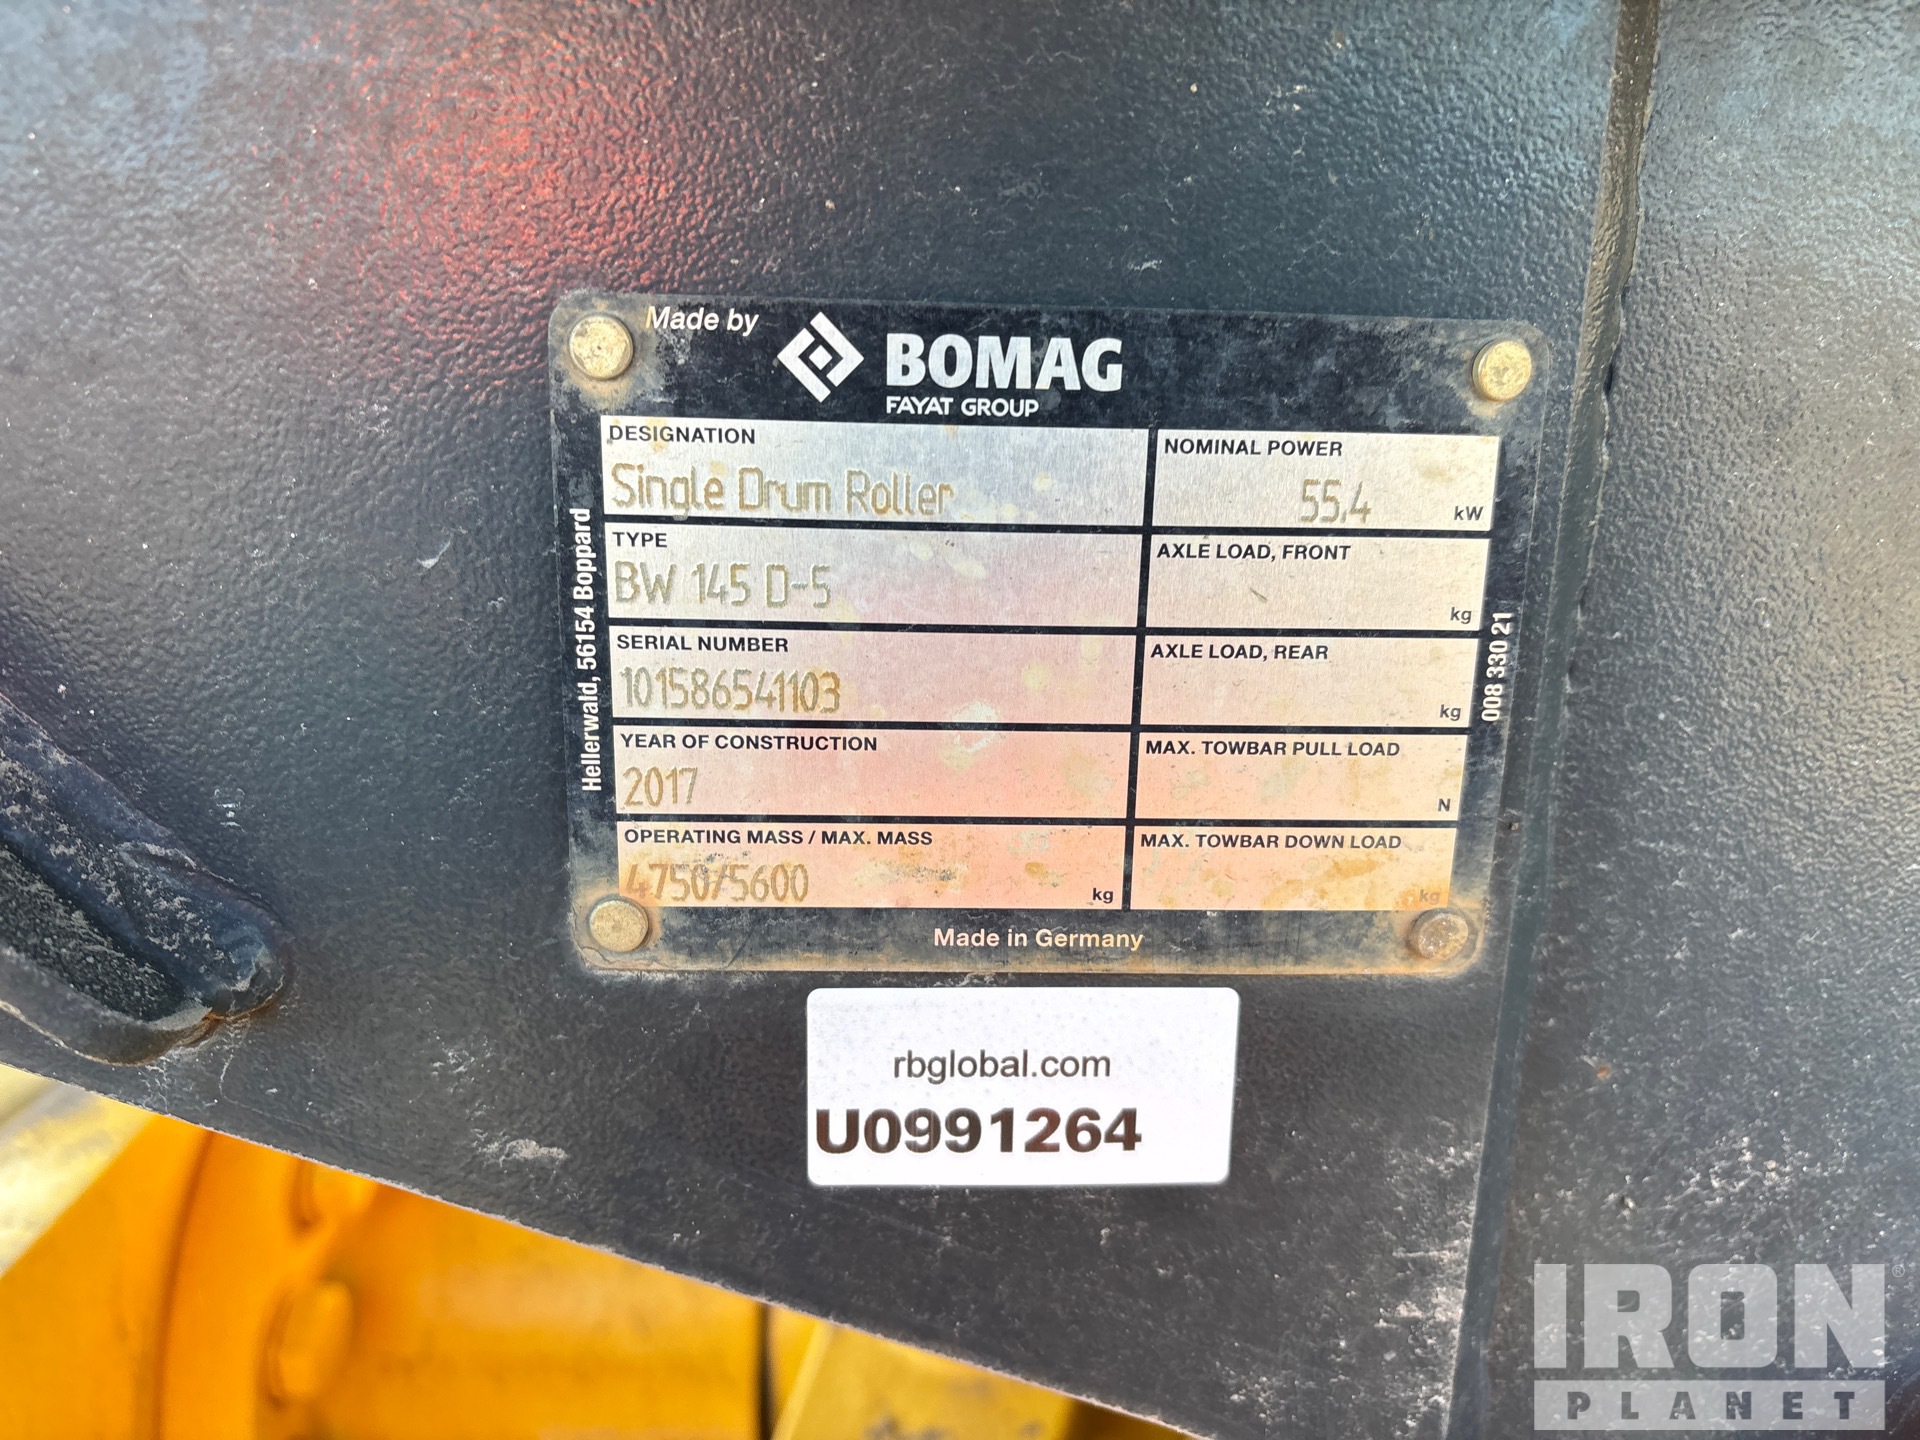 Made by
BOMAG
FAYAT GROUP
DESIGNATION
Single Drum Roller
NOMINAL POWER
55,4 kW
TYPE
BW 145 D-5
AXLE LOAD, FRONT
kg
SERIAL NUMBER
101586541103
AXLE LOAD, REAR
kg
YEAR OF CONSTRUCTION
2017
MAX. TOWBAR PULL LOAD
N
OPERATING MASS / MAX. MASS
4750/5600 kg
MAX. TOWBAR DOWN LOAD
kg
Made in Germany
Hellerwald, 56154 Boppard
008 330 21
rbglobal.com
U0991264
IRON®
PLANET